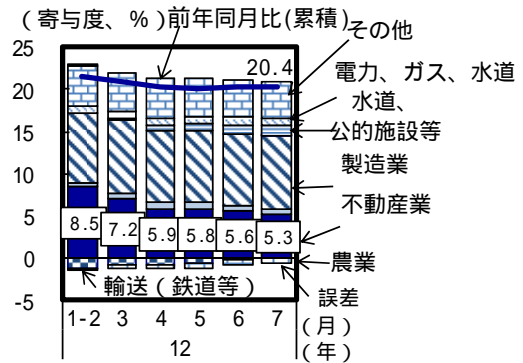 (寄与度、%) 前年同月比(累積)
その他
25
20
15
10
5
0
-5
20.4
電力、ガス、水道
水道、
公的施設等
製造業
不動産業
農業
誤差
輸送(鉄道等)
8.5 7.2 5.9 5.8 5.6 5.3
1-2 3 4 5 6 7 (月)
12 (年)